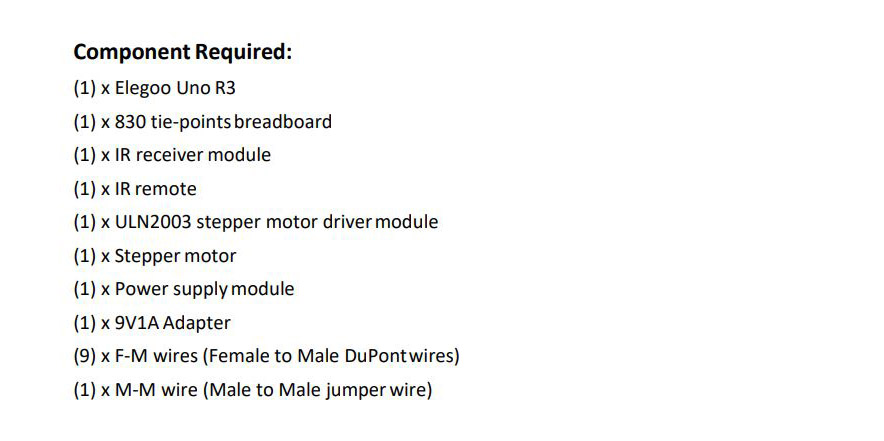 Component Required:
(1) x Elegoo Uno R3
(1) x 830 tie-points breadboard
(1) x IR receiver module
(1) x IR remote
(1) x ULN2003 stepper motor driver module
(1) x Stepper motor
(1) x Power supply module
(1) x 9V1A Adapter
(9) x F-M wires (Female to Male DuPont wires)
(1) x M-M wire (Male to Male jumper wire)